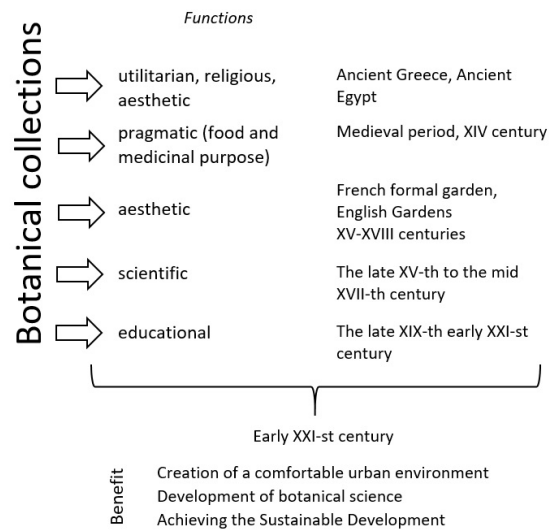 Functions
Botanical collections
utilitarian, religious,
aesthetic
Ancient Greece, Ancient
Egypt
pragmatic (food and
medicinal purpose)
Medieval period, XIV century
aesthetic
French formal garden,
English Gardens
XV-XVIII centuries
scientific
The late XV-th to the mid
XVII-th century
educational
The late XIX-th early XXI-st
century
Early XXI-st century
Benefit
Creation of a comfortable urban environment
Development of botanical science
Achieving the Sustainable Development